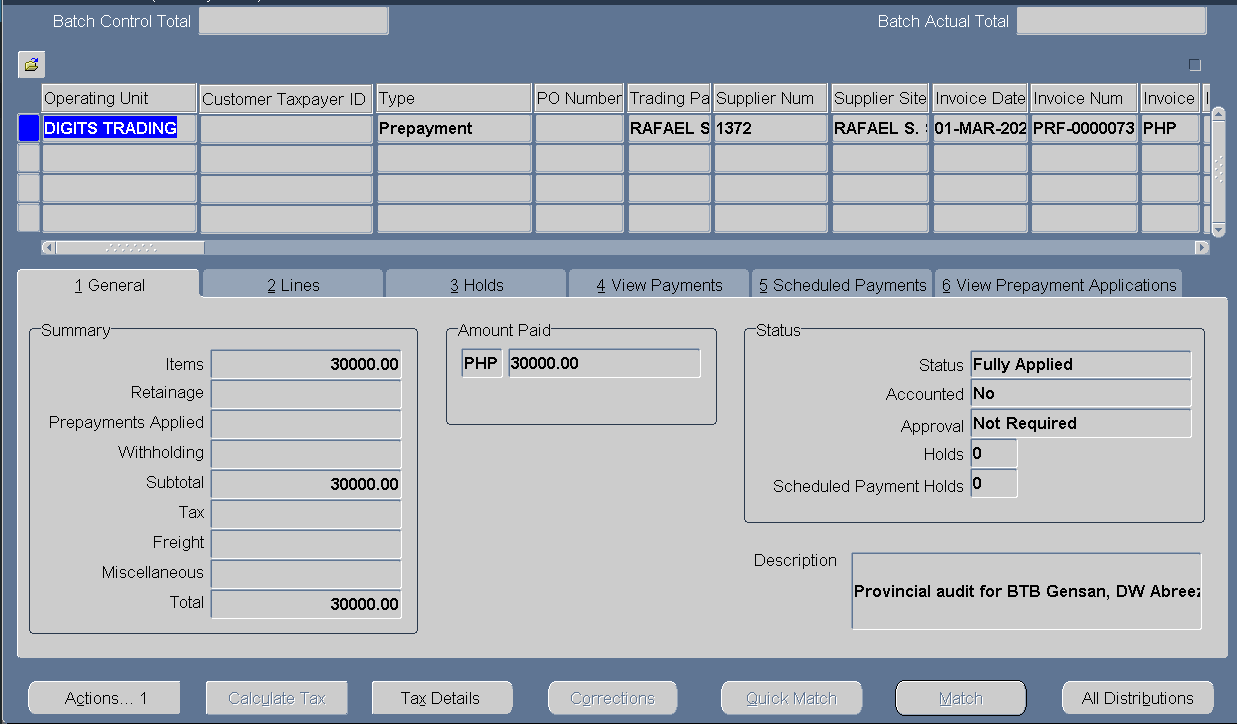 Batch Control Total
Batch Actual Total
Operating Unit Customer Taxpayer ID Type PO Number Trading Pa Supplier Num Supplier Site Invoice Date Invoice Num Invoice
DIGITS TRADING Prepayment RAFAEL S 1372 RAFAEL S. 01-MAR-202 PRF-0000073 PHP
1 General 2 Lines 3 Holds 4 View Payments 5 Scheduled Payments 6 View Prepayment Applications
Summary
Items 30000.00
Retainage
Prepayments Applied
Withholding
Subtotal 30000.00
Tax
Freight
Miscellaneous
Total 30000.00
Amount Paid
PHP 30000.00
Status
Status Fully Applied
Accounted No
Approval Not Required
Holds 0
Scheduled Payment Holds 0
Description
Provincial audit for BTB Gensan, DW Abreez
Actions... 1 Calculate Tax Tax Details Corrections Quick Match Match All Distributions